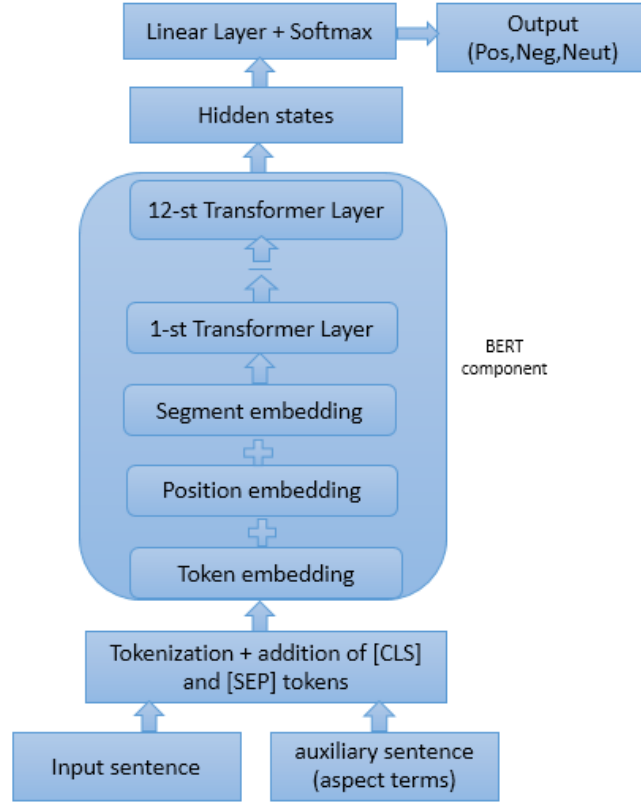 Linear Layer + Softmax
Output
(Pos,Neg,Neut)
Hidden states
12-st Transformer Layer
1-st Transformer Layer
BERT
component
Segment embedding
Position embedding
Token embedding
Tokenization + addition of [CLS]
and [SEP] tokens
Input sentence
auxiliary sentence
(aspect terms)